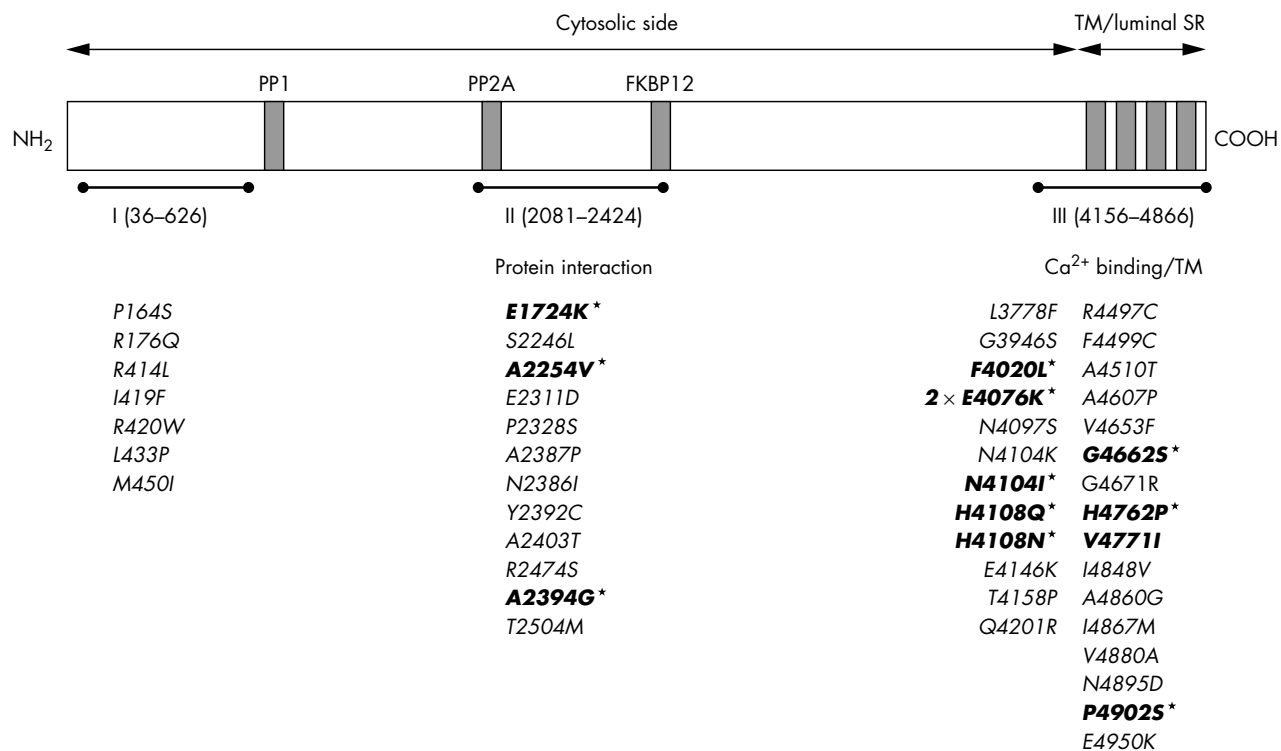 Cytosolic side TM/luminal SR
PP1 PP2A FKBP12
NH₂ COOH
I (36–626) II (2081–2424) III (4156–4866)
Protein interaction Ca²⁺ binding/TM
P164S E1724K* L3778F R4497C
R176Q S2246L G3946S F4499C
R414L A2254V* F4020L* A4510T
I419F E2311D 2 × E4076K* A4607P
R420W P2328S N4097S V4653F
L433P A2387P N4104K G4662S*
M450I N2386I N4104I* G4671R
Y2392C H4108Q* H4762P*
A2403T H4108N* V4771I
R2474S E4146K I4848V
A2394G* T4158P A4860G
T2504M Q4201R I4867M
V4880A
N4895D
P4902S*
E4950K